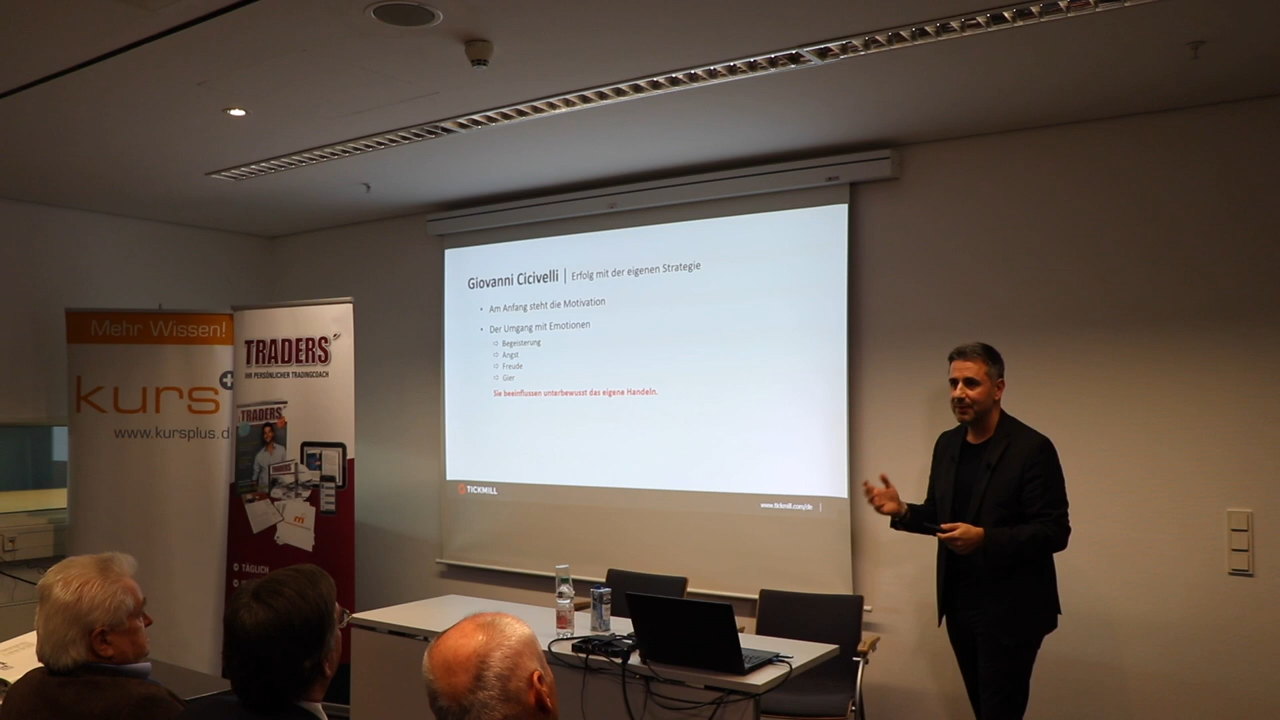 Giovanni Cicivelli | Erfolg mit der eigenen Strategie
• Am Anfang steht die Motivation
• Der Umgang mit Emotionen
⇨ Begeisterung
⇨ Angst
⇨ Freude
⇨ Gier
Sie beeinflussen unterbewusst das eigene Handeln.
TICKMILL
www.tickmill.com/de |
Mehr Wissen!
kurs+
www.kursplus.d
TRADERS´
IHR PERSÖNLICHER TRADINGCOACH
TRADERS´
TRADERS´
TÄGLICH